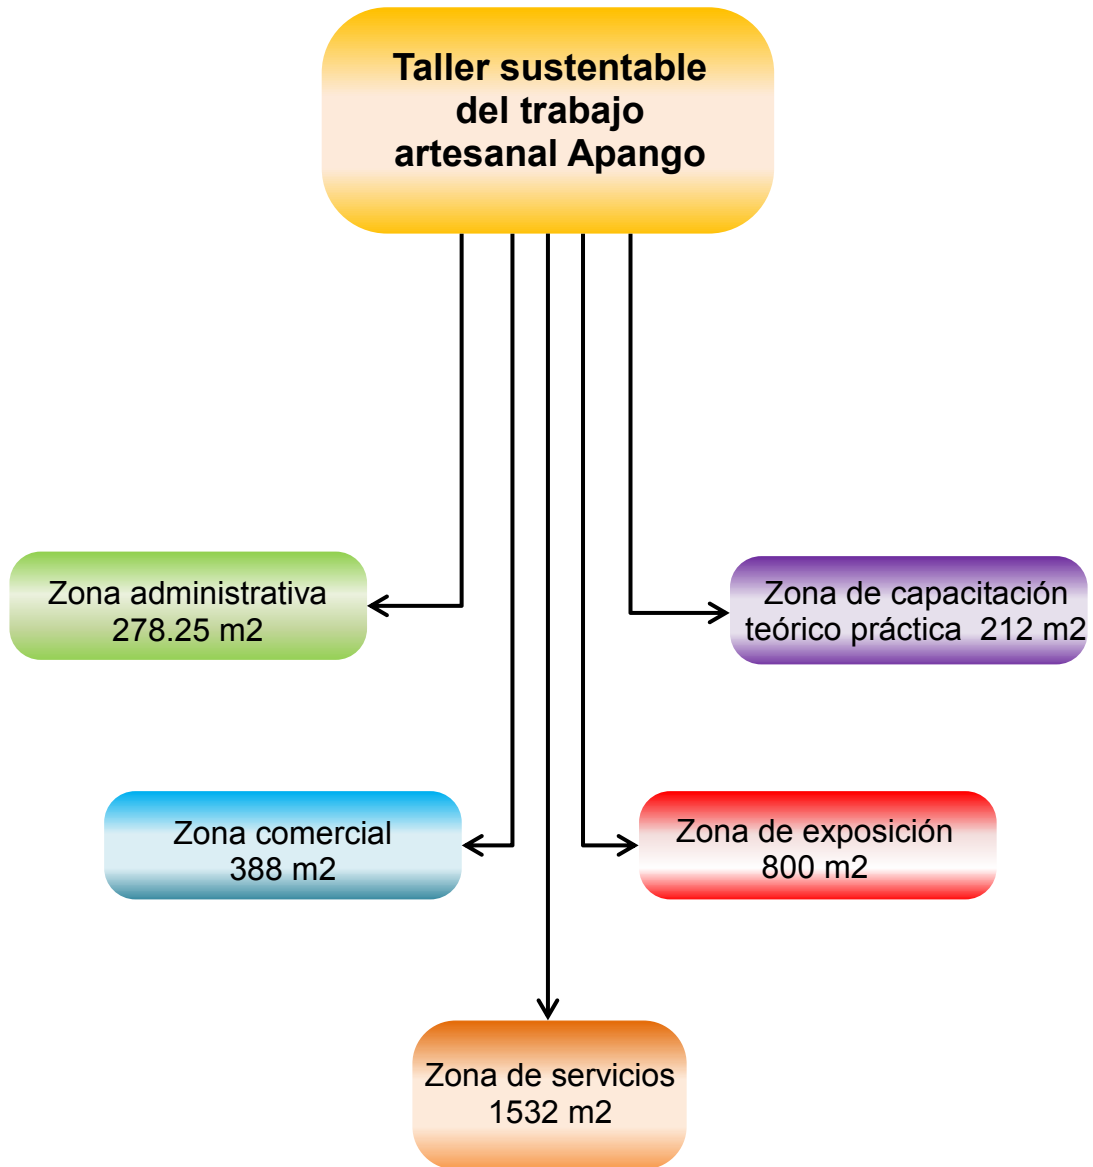 Taller sustentable
del trabajo
artesanal Apango
Zona administrativa
278.25 m2
Zona de capacitación
teórico práctica  212 m2
Zona comercial
388 m2
Zona de exposición
800 m2
Zona de servicios
1532 m2